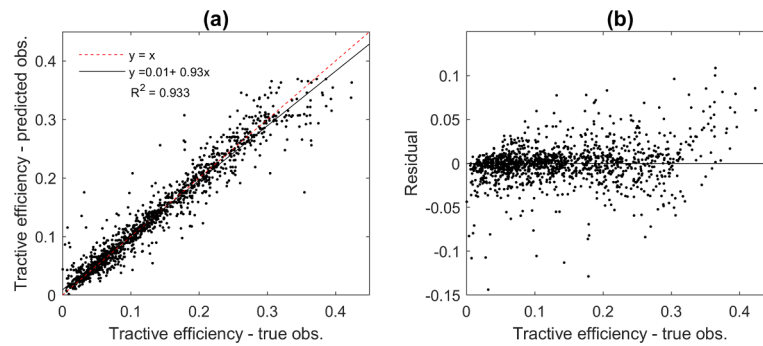 (a)
Tractive efficiency - predicted obs.
0.4
0.3
0.2
0.1
0
y = x
y =0.01+ 0.93x
R² = 0.933
0 0.1 0.2 0.3 0.4
Tractive efficiency - true obs.
(b)
Residual
0.1
0.05
0
-0.05
-0.1
-0.15
0 0.1 0.2 0.3 0.4
Tractive efficiency - true obs.